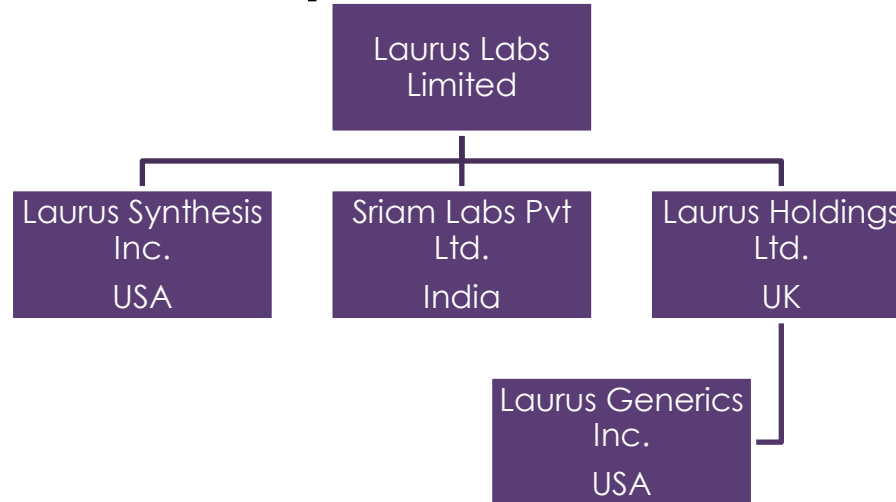 Laurus Labs
Limited
Laurus Synthesis
Inc.
USA
Sriam Labs Pvt
Ltd.
India
Laurus Holdings
Ltd.
UK
Laurus Generics
Inc.
USA